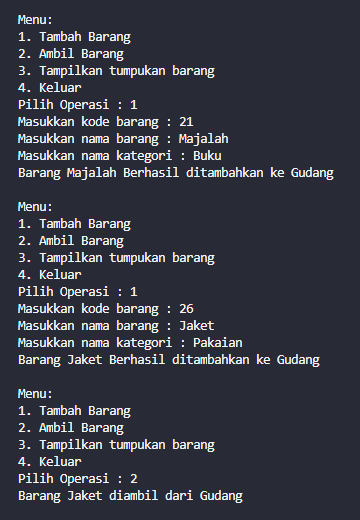 Menu:
1. Tambah Barang
2. Ambil Barang
3. Tampilkan tumpukan barang
4. Keluar
Pilih Operasi : 1
Masukkan kode barang : 21
Masukkan nama barang : Majalah
Masukkan nama kategori : Buku
Barang Majalah Berhasil ditambahkan ke Gudang
Menu:
1. Tambah Barang
2. Ambil Barang
3. Tampilkan tumpukan barang
4. Keluar
Pilih Operasi : 1
Masukkan kode barang : 26
Masukkan nama barang : Jaket
Masukkan nama kategori : Pakaian
Barang Jaket Berhasil ditambahkan ke Gudang
Menu:
1. Tambah Barang
2. Ambil Barang
3. Tampilkan tumpukan barang
4. Keluar
Pilih Operasi : 2
Barang Jaket diambil dari Gudang